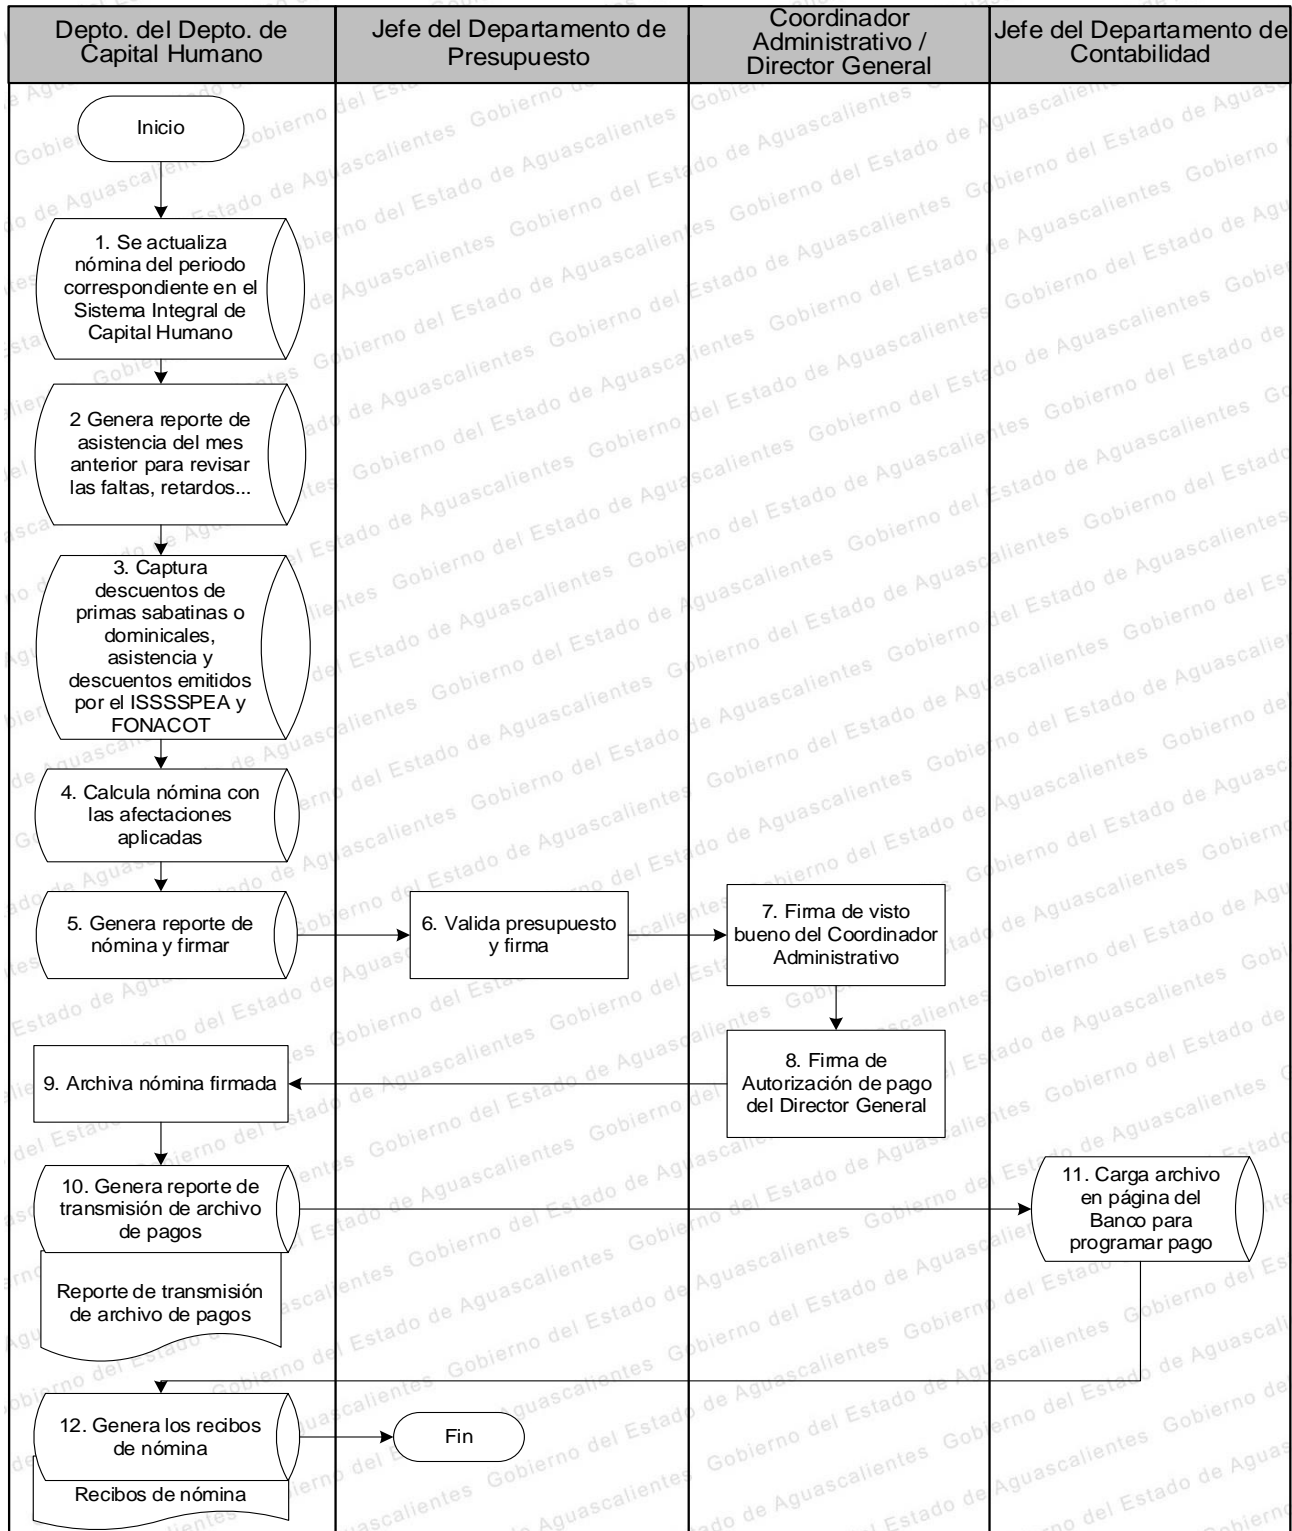 Depto. del Depto. de
Capital Humano
Jefe del Departamento de
Presupuesto
Coordinador
Administrativo /
Director General
Jefe del Departamento de
Contabilidad
Inicio
1. Se actualiza
nómina del periodo
correspondiente en el
Sistema Integral de
Capital Humano
2 Genera reporte de
asistencia del mes
anterior para revisar
las faltas, retardos...
3. Captura
descuentos de
primas sabatinas o
dominicales,
asistencia y
descuentos emitidos
por el ISSSSPEA y
FONACOT
4. Calcula nómina con
las afectaciones
aplicadas
5. Genera reporte de
nómina y firmar
6. Valida presupuesto
y firma
7. Firma de visto
bueno del Coordinador
Administrativo
8. Firma de
Autorización de pago
del Director General
9. Archiva nómina firmada
10. Genera reporte de
transmisión de archivo
de pagos
Reporte de transmisión
de archivo de pagos
11. Carga archivo
en página del
Banco para
programar pago
12. Genera los recibos
de nómina
Recibos de nómina
Fin
Gobierno del Estado de Aguascalientes